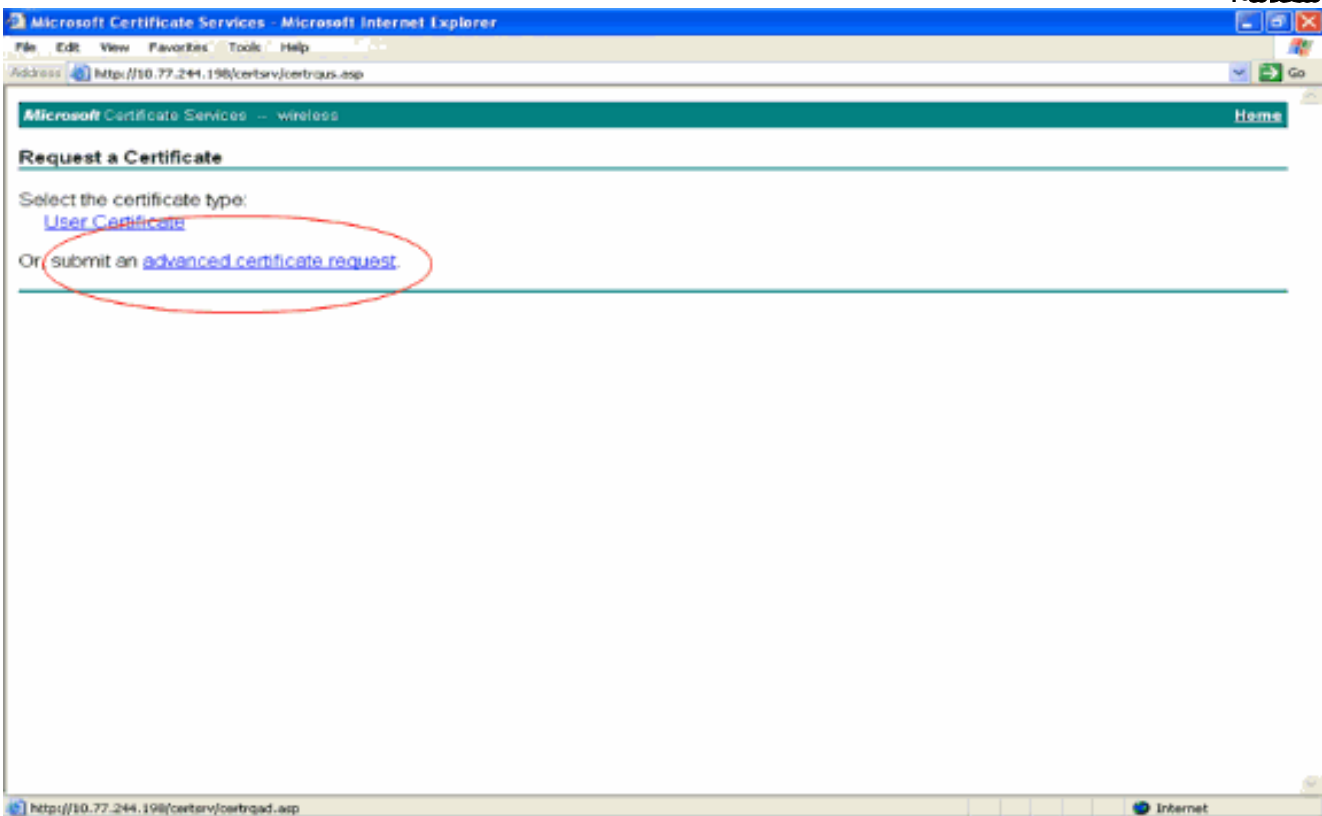 Microsoft Certificate Services - Microsoft Internet Explorer
File Edit View Favorites Tools Help
Address http://10.77.244.198/certsrv/certrqus.asp Go
Microsoft Certificate Services -- wireless Home
Request a Certificate
Select the certificate type:
User Certificate
Or, submit an advanced certificate request.
http://10.77.244.198/certsrv/certrqad.asp Internet